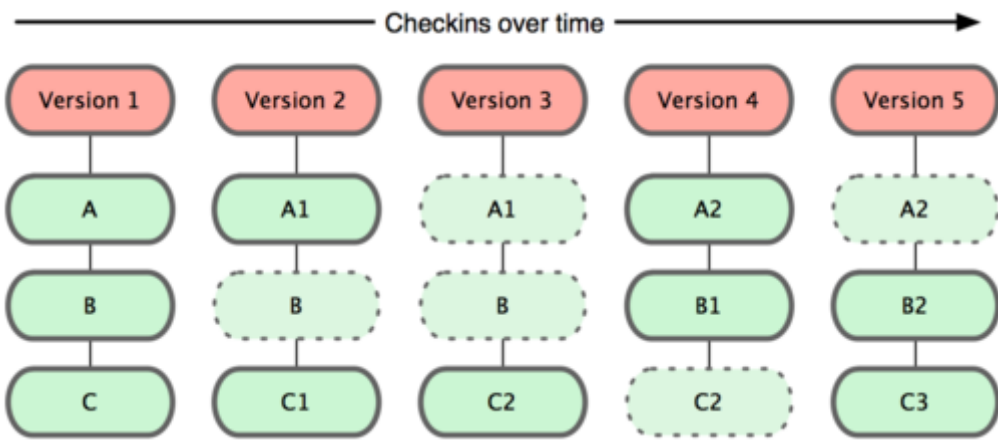 Checkins over time
Version 1 Version 2 Version 3 Version 4 Version 5
A A1 A1 A2 A2
B B B B1 B2
C C1 C2 C2 C3